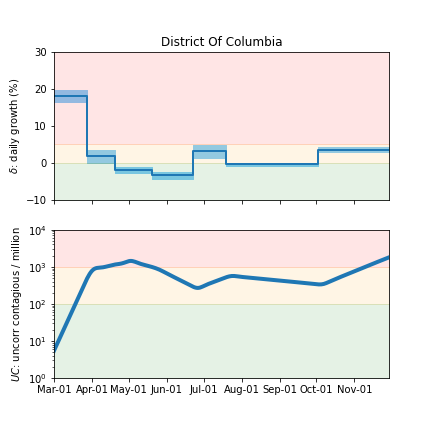 District Of Columbia
30
20
10
0
−10
δ: daily growth (%)
10⁴
10³
10²
10¹
10⁰
UC: uncorr contagious / million
Mar-01 Apr-01 May-01 Jun-01 Jul-01 Aug-01 Sep-01 Oct-01 Nov-01